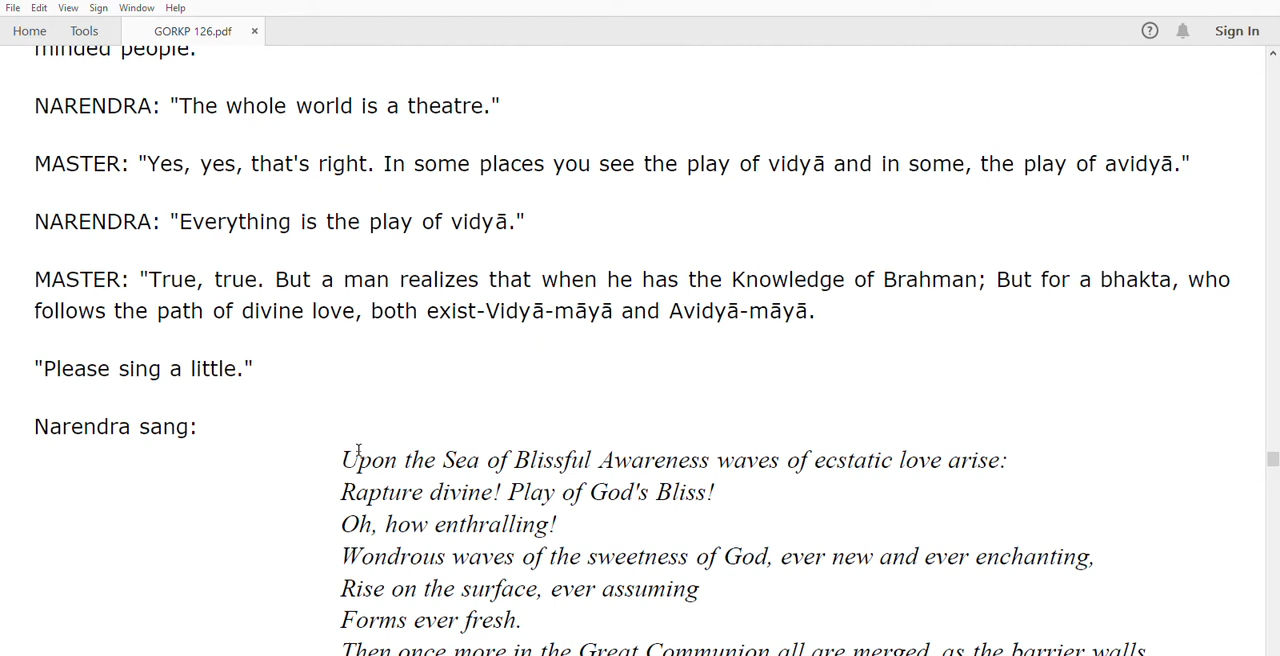 File Edit View Sign Window Help
Home Tools GORKP 126.pdf × ? Sign In
minded people.
NARENDRA: "The whole world is a theatre."
MASTER: "Yes, yes, that's right. In some places you see the play of vidyā and in some, the play of avidyā."
NARENDRA: "Everything is the play of vidyā."
MASTER: "True, true. But a man realizes that when he has the Knowledge of Brahman; But for a bhakta, who
follows the path of divine love, both exist-Vidyā-māyā and Avidyā-māyā.
"Please sing a little."
Narendra sang:
Upon the Sea of Blissful Awareness waves of ecstatic love arise:
Rapture divine! Play of God's Bliss!
Oh, how enthralling!
Wondrous waves of the sweetness of God, ever new and ever enchanting,
Rise on the surface, ever assuming
Forms ever fresh.
Then once more in the Great Communion all are merged, as the barrier walls